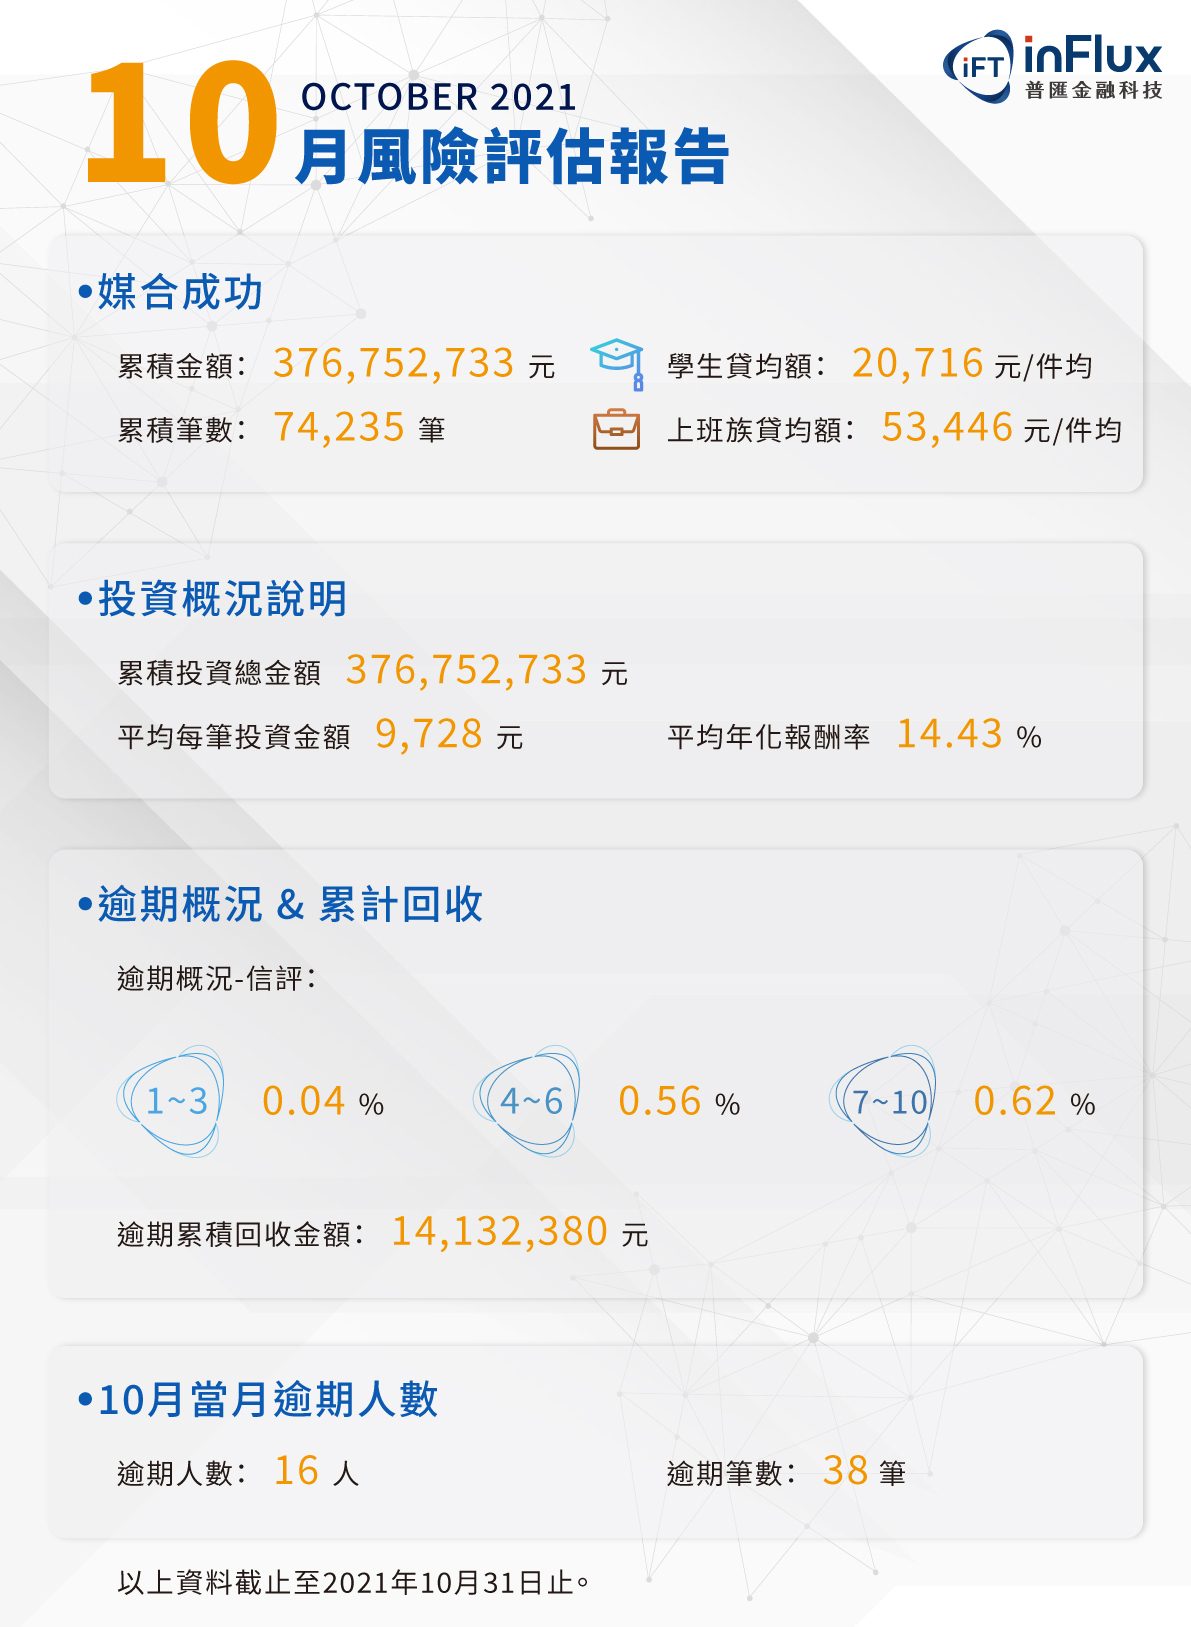 iFT inFlux
普匯金融科技
10 OCTOBER 2021
月風險評估報告
•媒合成功
累積金額： 376,752,733 元
學生貸均額： 20,716 元/件均
累積筆數： 74,235 筆
上班族貸均額： 53,446 元/件均
•投資概況說明
累積投資總金額 376,752,733 元
平均每筆投資金額 9,728 元
平均年化報酬率 14.43 %
•逾期概況 & 累計回收
逾期概況-信評：
1~3 0.04 %
4~6 0.56 %
7~10 0.62 %
逾期累積回收金額： 14,132,380 元
•10月當月逾期人數
逾期人數： 16 人
逾期筆數： 38 筆
以上資料截止至2021年10月31日止。